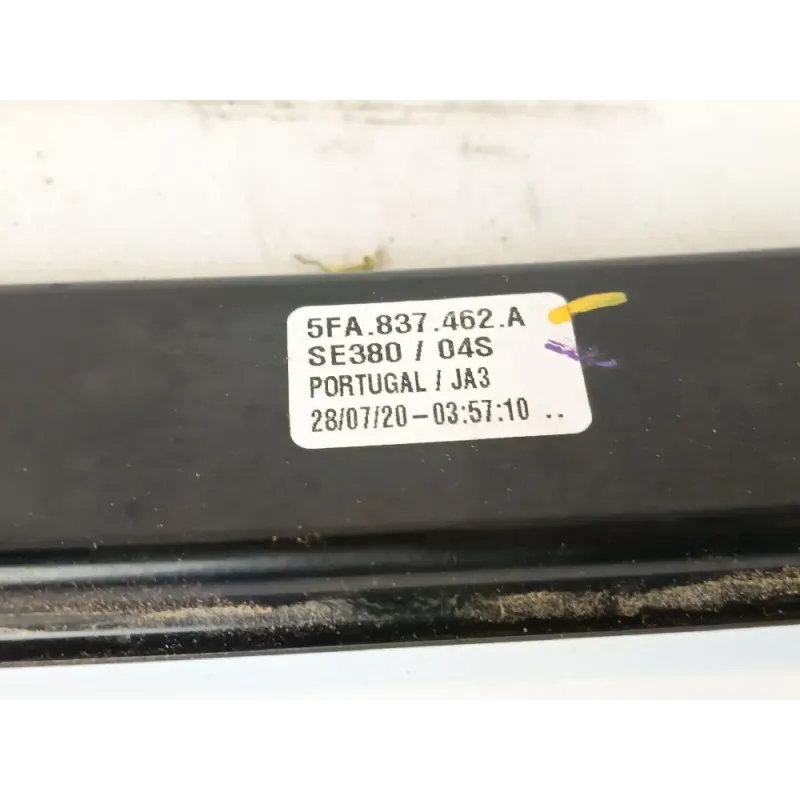 5FA.837.462.A
SE380 / 04S
PORTUGAL / JA3
28/07/20-03:57:10 ..